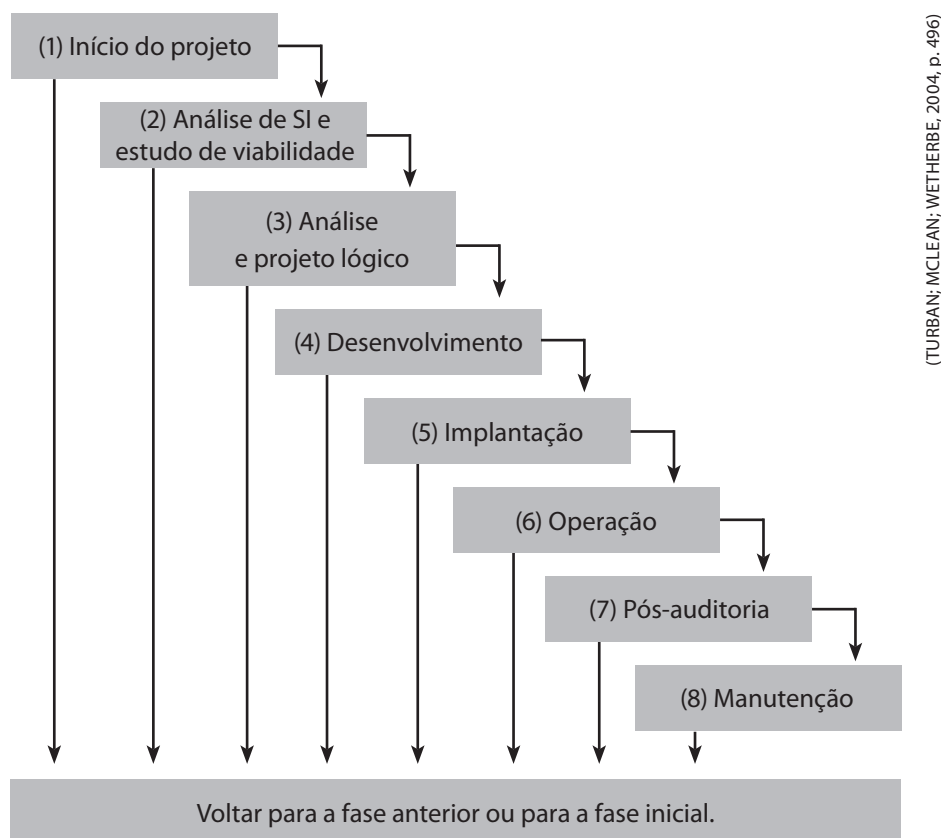 (1) Início do projeto
(2) Análise de SI e
estudo de viabilidade
(3) Análise
e projeto lógico
(4) Desenvolvimento
(5) Implantação
(6) Operação
(7) Pós-auditoria
(8) Manutenção
Voltar para a fase anterior ou para a fase inicial.
(TURBAN; MCLEAN; WETHERBE, 2004, p. 496)